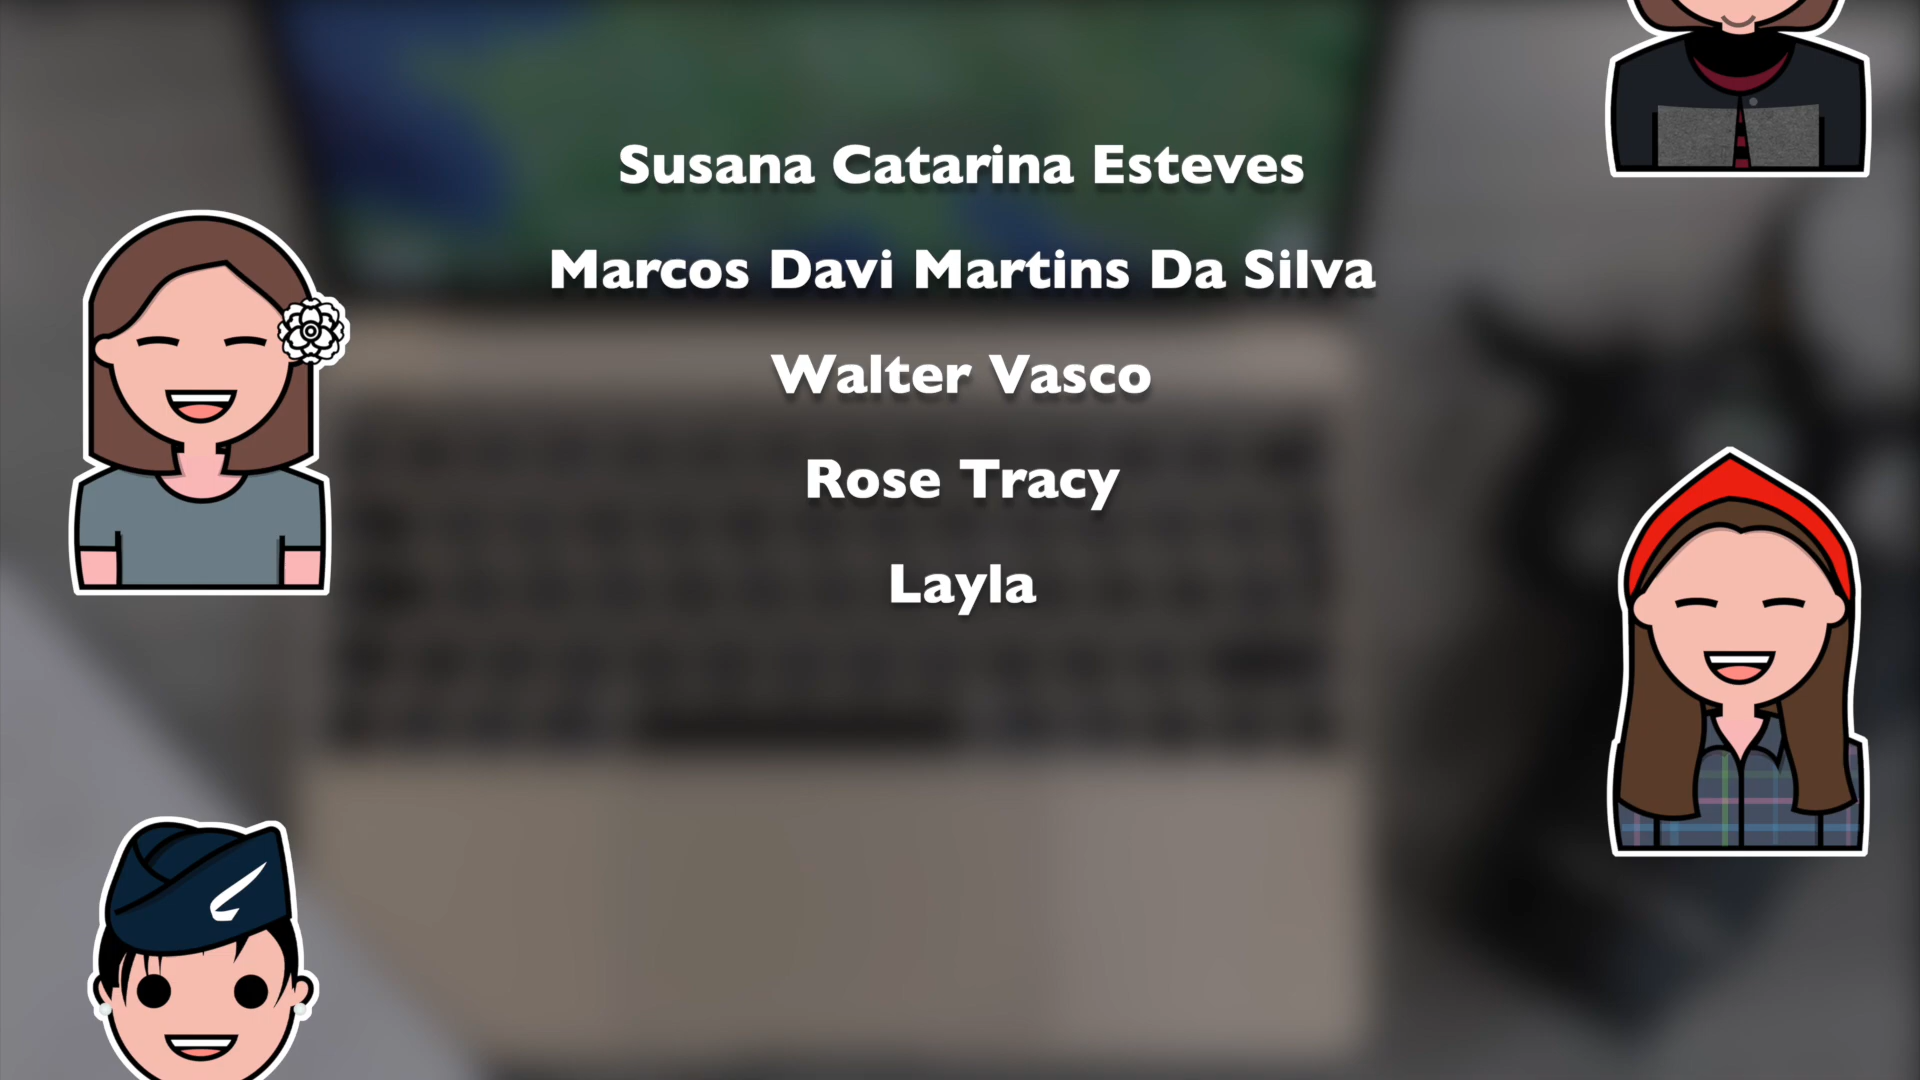 Susana Catarina Esteves
Marcos Davi Martins Da Silva
Walter Vasco
Rose Tracy
Layla